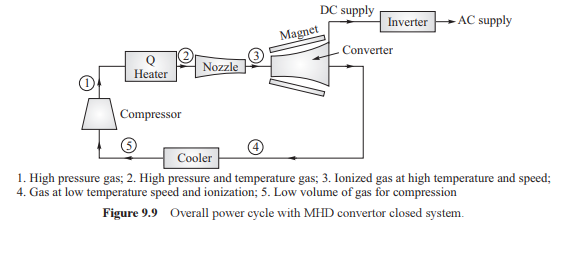 DC supply
Inverter
AC supply
Magnet
Converter
Q
Heater
2
Nozzle
3
1
Compressor
5
Cooler
4
1. High pressure gas; 2. High pressure and temperature gas; 3. Ionized gas at high temperature and speed;
4. Gas at low temperature speed and ionization; 5. Low volume of gas for compression
Figure 9.9 Overall power cycle with MHD convertor closed system.